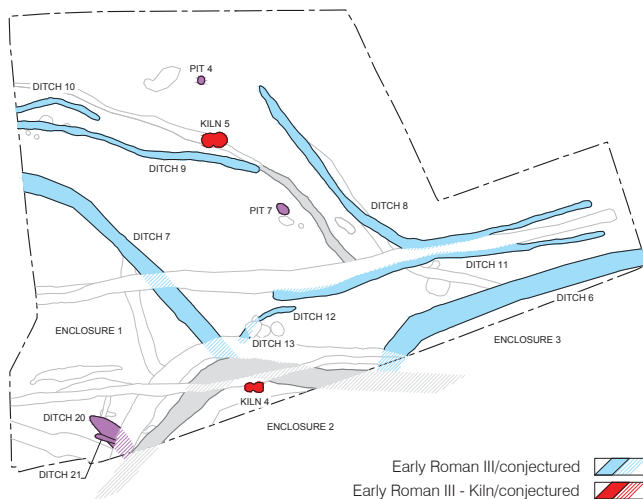 PIT 4
DITCH 10
KILN 5
DITCH 9
DITCH 8
PIT 7
DITCH 7
DITCH 11
DITCH 6
DITCH 12
ENCLOSURE 1
DITCH 13
ENCLOSURE 3
KILN 4
DITCH 20
ENCLOSURE 2
DITCH 21
Early Roman III/conjectured
Early Roman III - Kiln/conjectured